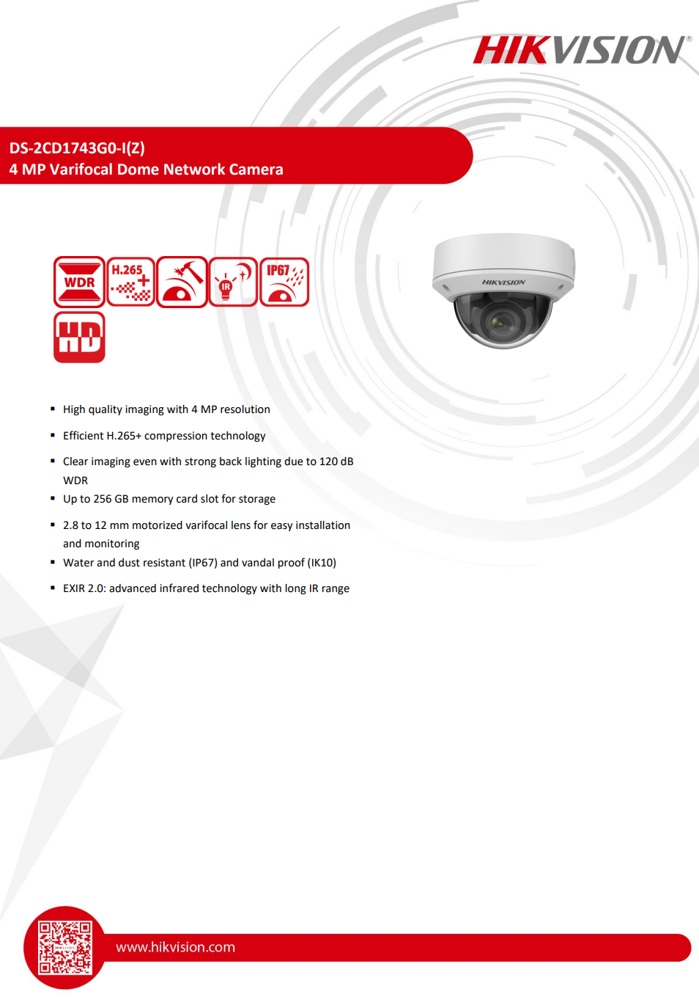 HIKVISION®
DS-2CD1743G0-I(Z)
4 MP Varifocal Dome Network Camera
WDR
H.265
+
IR
IP67
HD
HIKVISION
▪ High quality imaging with 4 MP resolution
▪ Efficient H.265+ compression technology
▪ Clear imaging even with strong back lighting due to 120 dB
WDR
▪ Up to 256 GB memory card slot for storage
▪ 2.8 to 12 mm motorized varifocal lens for easy installation
and monitoring
▪ Water and dust resistant (IP67) and vandal proof (IK10)
▪ EXIR 2.0: advanced infrared technology with long IR range
HIKVISION
www.hikvision.com